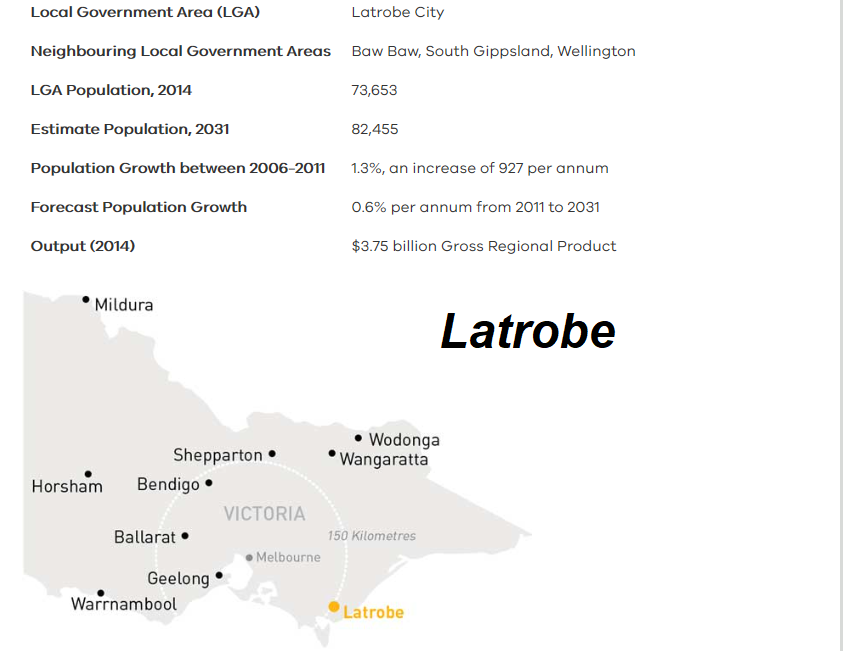 Local Government Area (LGA) Latrobe City
Neighbouring Local Government Areas Baw Baw, South Gippsland, Wellington
LGA Population, 2014 73,653
Estimate Population, 2031 82,455
Population Growth between 2006-2011 1.3%, an increase of 927 per annum
Forecast Population Growth 0.6% per annum from 2011 to 2031
Output (2014) $3.75 billion Gross Regional Product
Mildura
Latrobe
Wodonga
Shepparton
Wangaratta
Horsham
Bendigo
VICTORIA
Ballarat
150 Kilometres
Melbourne
Geelong
Warrnambool
Latrobe